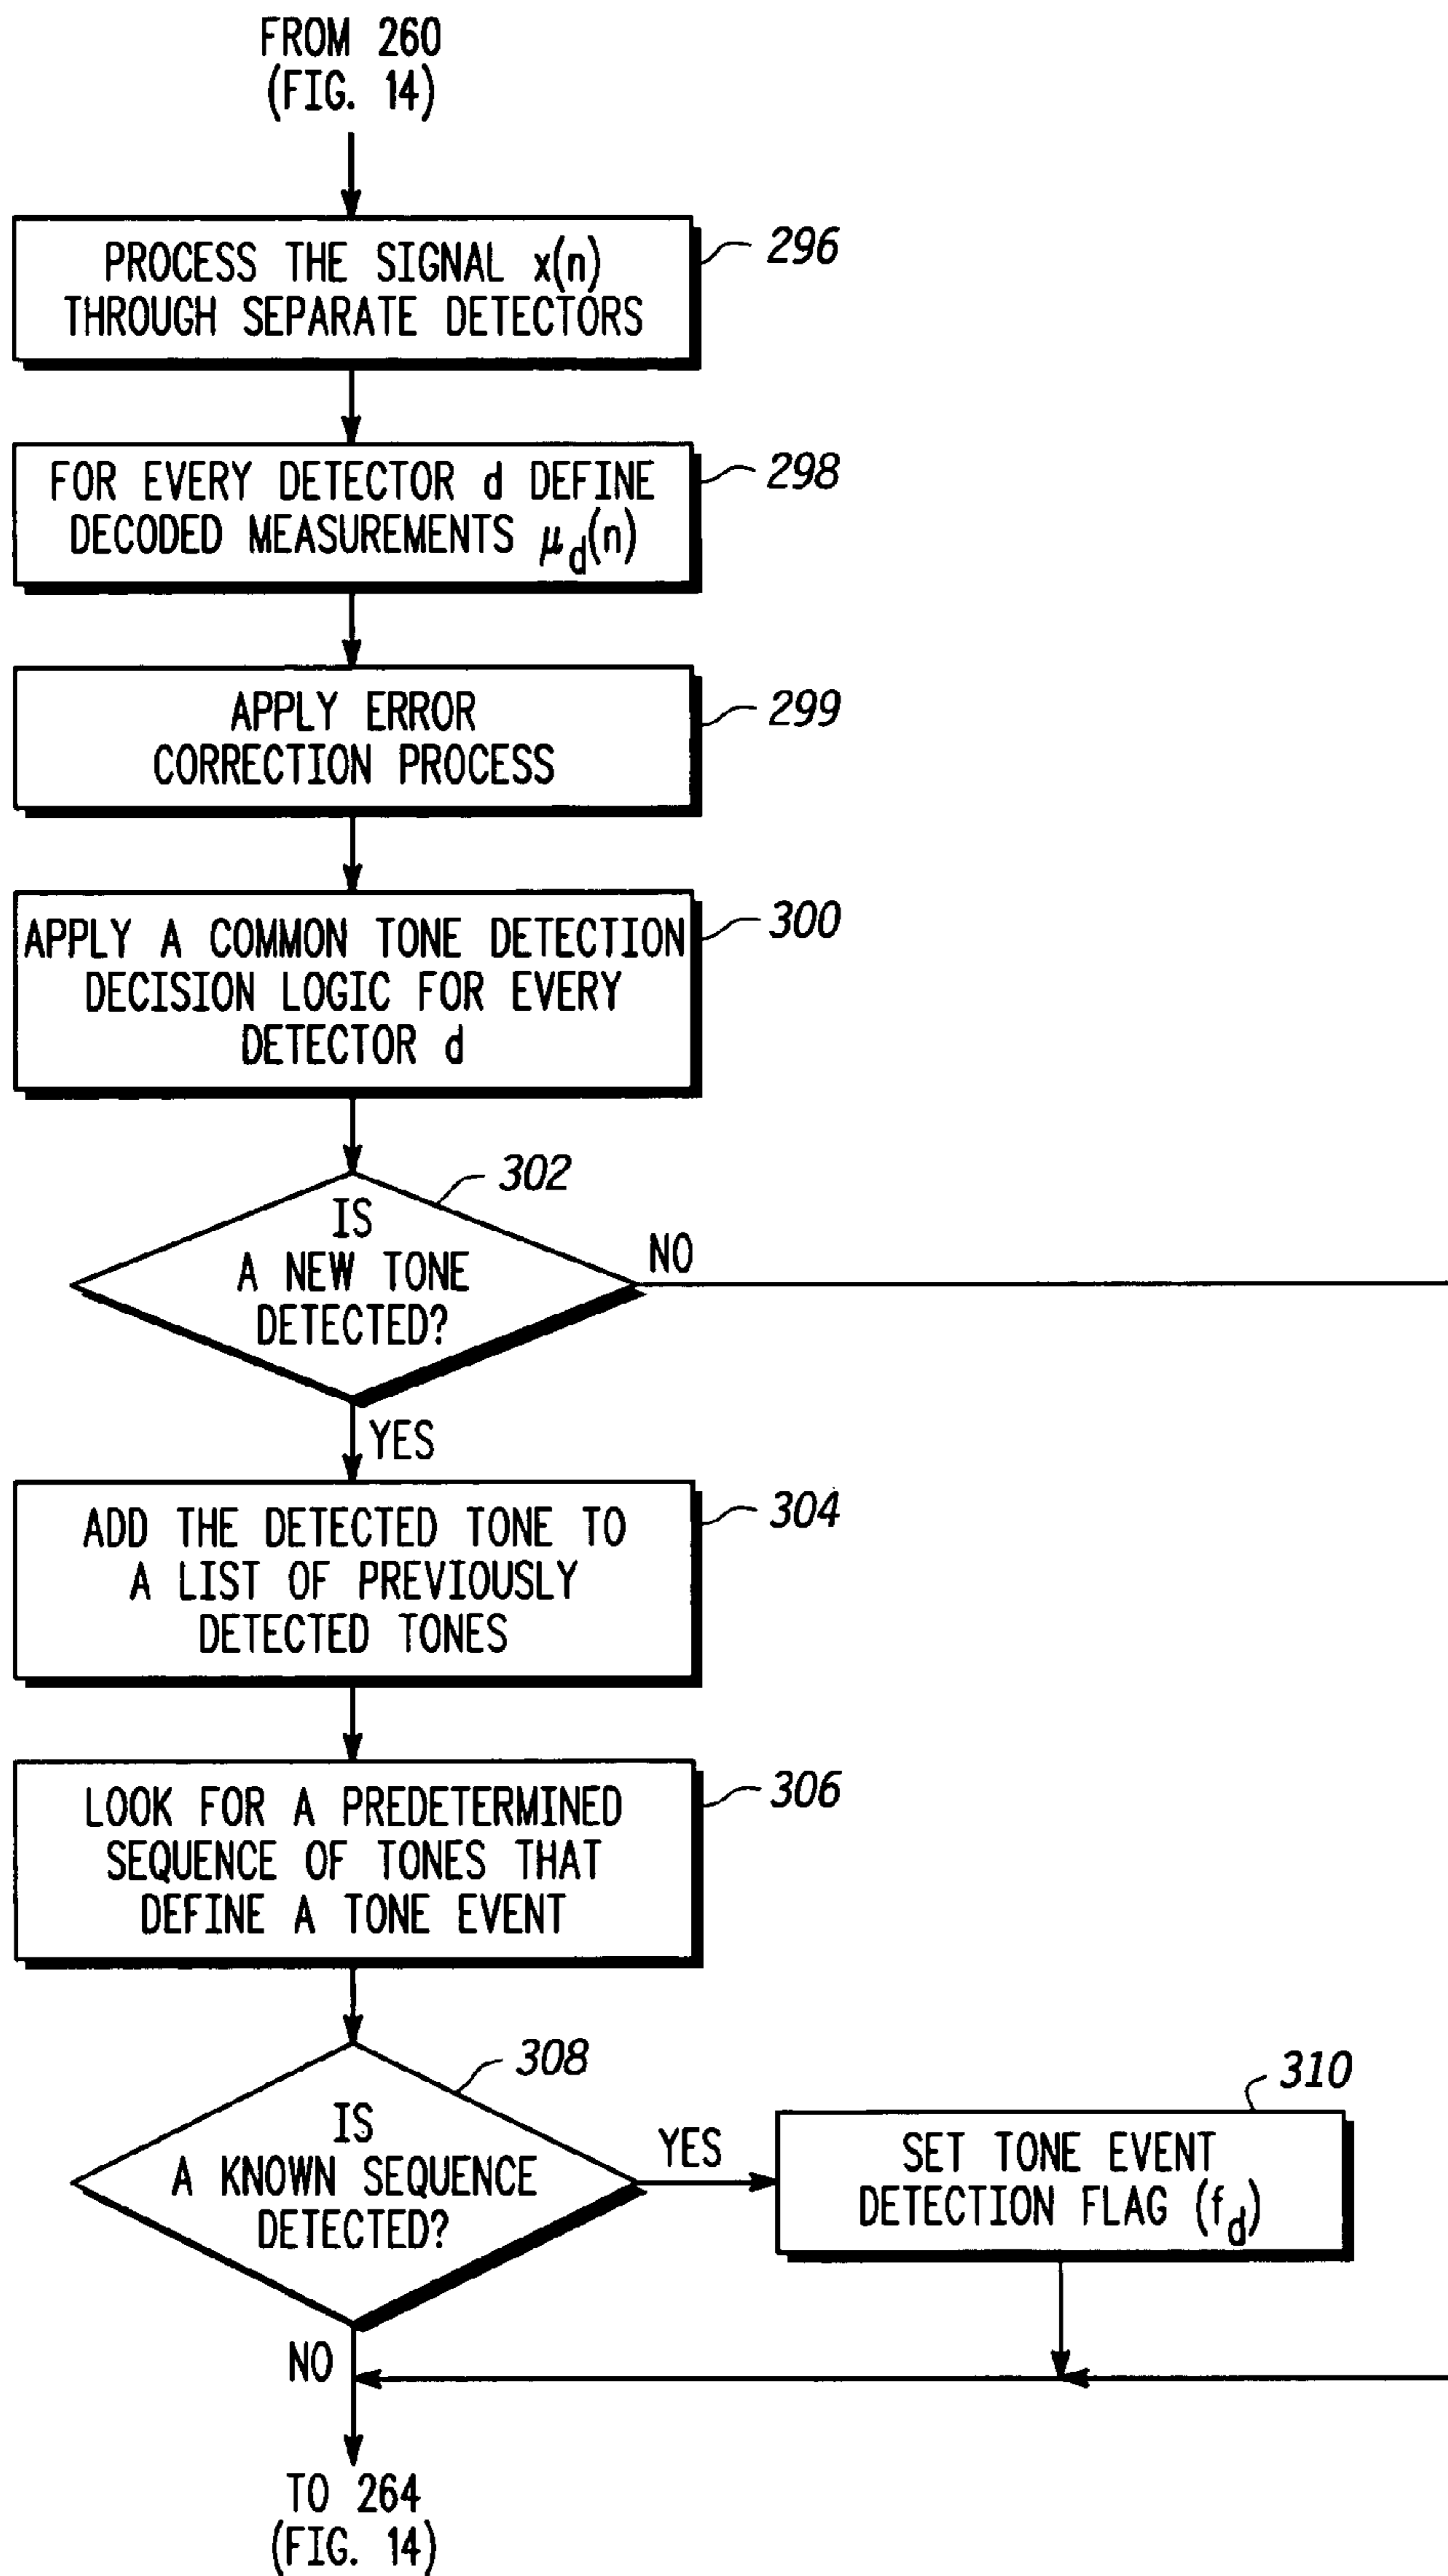 FROM 260
(FIG. 14)
PROCESS THE SIGNAL x(n)
THROUGH SEPARATE DETECTORS
296
FOR EVERY DETECTOR d DEFINE
DECODED MEASUREMENTS μd(n)
298
APPLY ERROR
CORRECTION PROCESS
299
APPLY A COMMON TONE DETECTION
DECISION LOGIC FOR EVERY
DETECTOR d
300
302
IS
A NEW TONE
DETECTED?
NO
YES
ADD THE DETECTED TONE TO
A LIST OF PREVIOUSLY
DETECTED TONES
304
LOOK FOR A PREDETERMINED
SEQUENCE OF TONES THAT
DEFINE A TONE EVENT
306
308
IS
A KNOWN SEQUENCE
DETECTED?
YES
310
SET TONE EVENT
DETECTION FLAG (fd)
NO
TO 264
(FIG. 14)